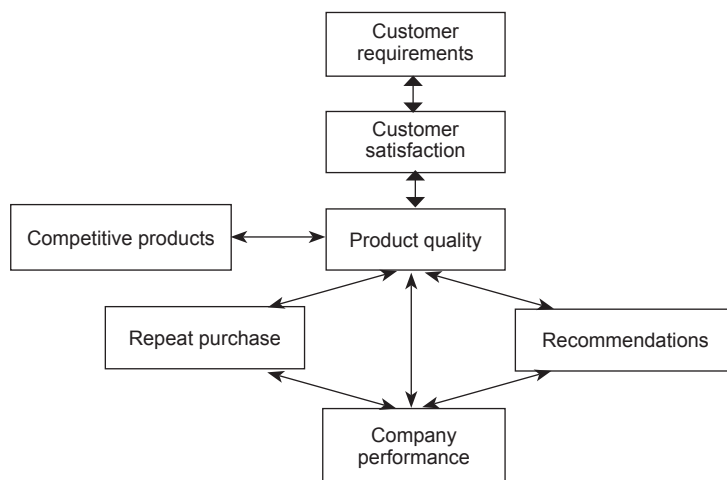 Customer
requirements
Customer
satisfaction
Competitive products
Product quality
Repeat purchase
Recommendations
Company
performance